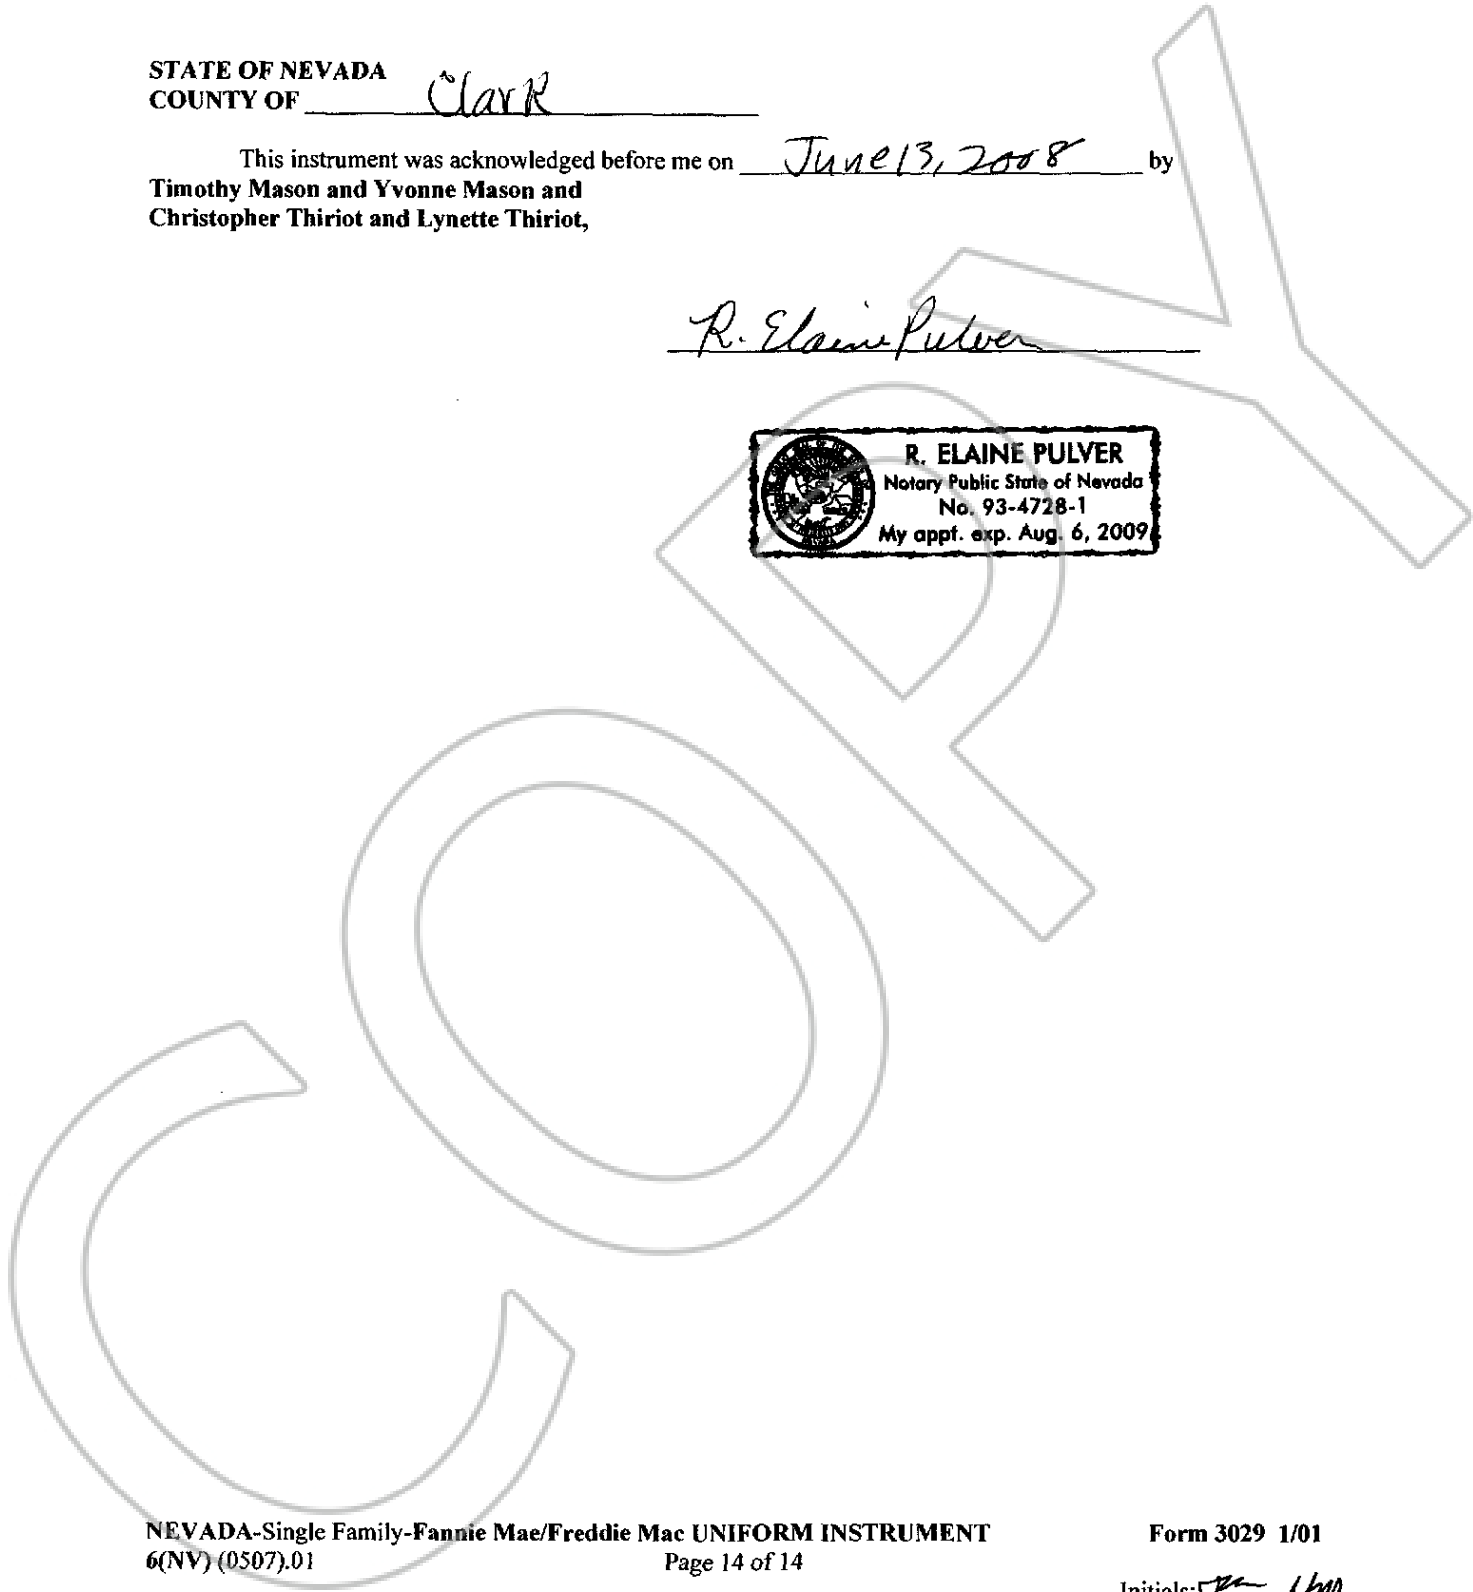 STATE OF NEVADA
COUNTY OF Clark
This instrument was acknowledged before me on June 13, 2008 by
Timothy Mason and Yvonne Mason and
Christopher Thiriot and Lynette Thiriot,
R. Elaine Pulver
R. ELAINE PULVER
Notary Public State of Nevada
No. 93-4728-1
My appt. exp. Aug. 6, 2009
COPY
NEVADA-Single Family-Fannie Mae/Freddie Mac UNIFORM INSTRUMENT
Form 3029 1/01
6(NV) (0507).01
Page 14 of 14
Initials: